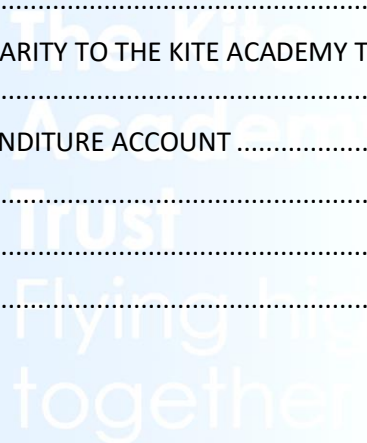 ................................................
The Kite
ARITY TO THE KITE ACADEMY T
................................................
Academy
NDITURE ACCOUNT ......................
Trust
................................................
................................................
................................................
Flying hig
together